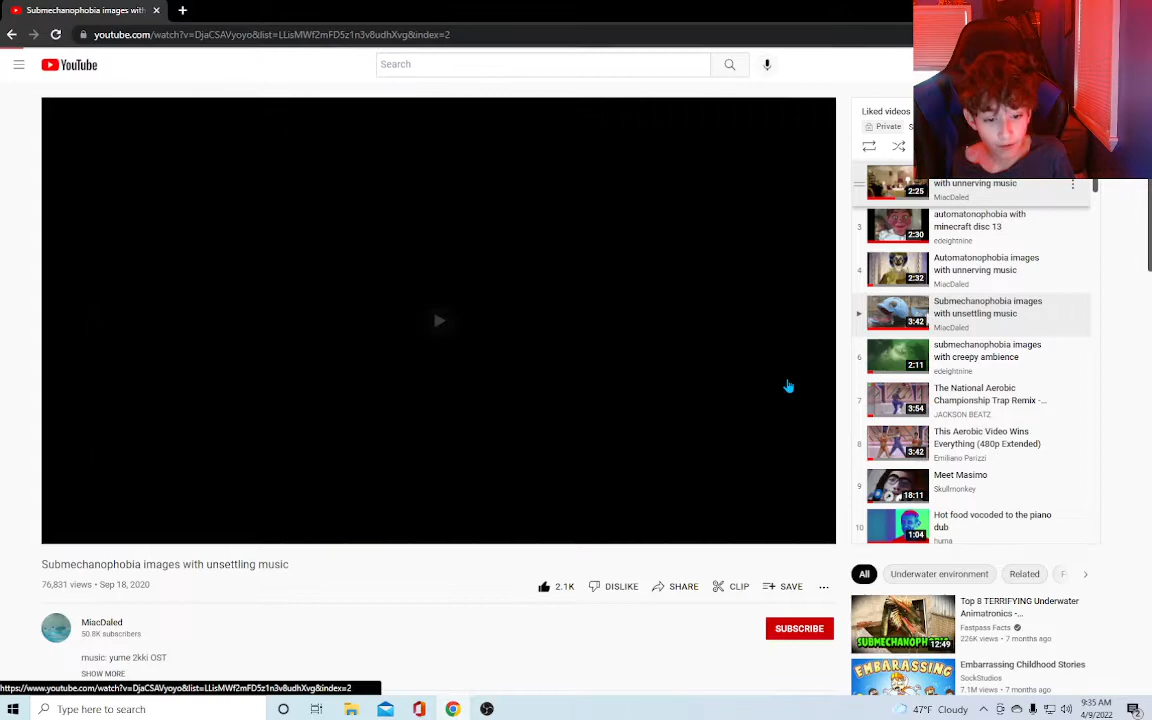 Submechanophobia images with
youtube.com/watch?v=DjaCSAVyoyo&list=LLisMWf2mFD5z1n3v8udhXvg&index=2
YouTube
Search
Liked videos
Private
with unnerving music
MiacDaled
2:25
3
automatonophobia with
minecraft disc 13
edeightnine
2:30
4
Automatonophobia images
with unnerving music
MiacDaled
2:32
Submechanophobia images
with unsettling music
MiacDaled
3:42
6
submechanophobia images
with creepy ambience
edeightnine
2:11
7
The National Aerobic
Championship Trap Remix -...
JACKSON BEATZ
3:54
8
This Aerobic Video Wins
Everything (480p Extended)
Emiliano Parizzi
3:42
9
Meet Masimo
Skullmonkey
18:11
10
Hot food vocoded to the piano
dub
huma
1:04
Submechanophobia images with unsettling music
76,831 views • Sep 18, 2020
2.1K
DISLIKE
SHARE
CLIP
SAVE
MiacDaled
50.8K subscribers
SUBSCRIBE
music: yume 2kki OST
SHOW MORE
All
Underwater environment
Related
Top 8 TERRIFYING Underwater
Animatronics -...
Fastpass Facts
226K views • 7 months ago
SUBMECHANOPHOBIA
12:49
Embarrassing Childhood Stories
SockStudios
7.1M views • 7 months ago
EMBARASSING
https://www.youtube.com/watch?v=DjaCSAVyoyo&list=LLisMWf2mFD5z1n3v8udhXvg&index=2
Type here to search
47°F Cloudy
9:35 AM
4/9/2022
2